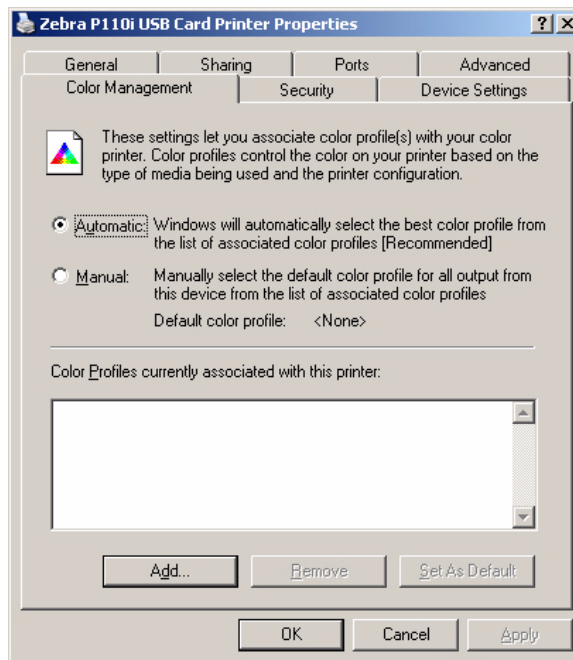 Zebra P110i USB Card Printer Properties
General Sharing Ports Advanced
Color Management Security Device Settings
These settings let you associate color profile(s) with your color
printer. Color profiles control the color on your printer based on the
type of media being used and the printer configuration.
Automatic: Windows will automatically select the best color profile from
the list of associated color profiles [Recommended]
Manual: Manually select the default color profile for all output from
this device from the list of associated color profiles
Default color profile: <None>
Color Profiles currently associated with this printer:
Add... Remove Set As Default
OK Cancel Apply